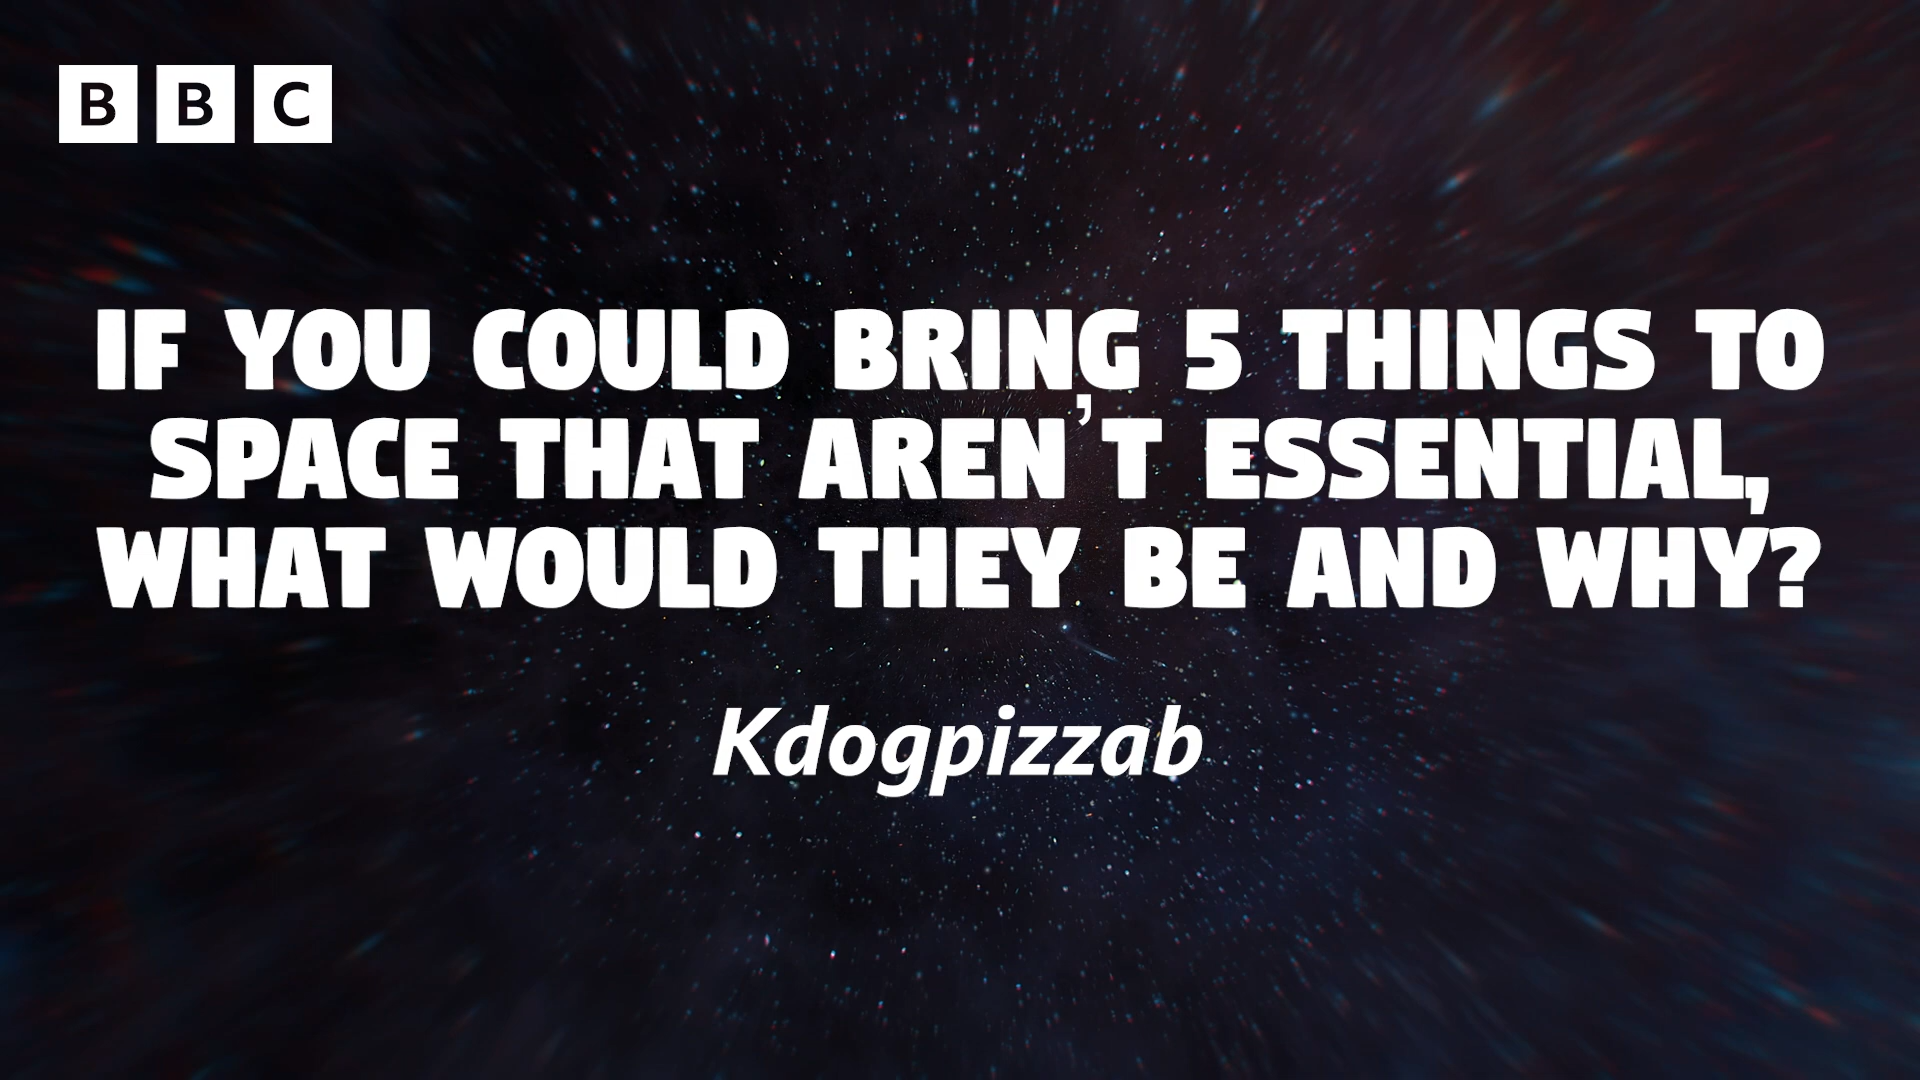 BBC
IF YOU COULD BRING 5 THINGS TO
SPACE THAT AREN'T ESSENTIAL,
WHAT WOULD THEY BE AND WHY?
Kdogpizzab